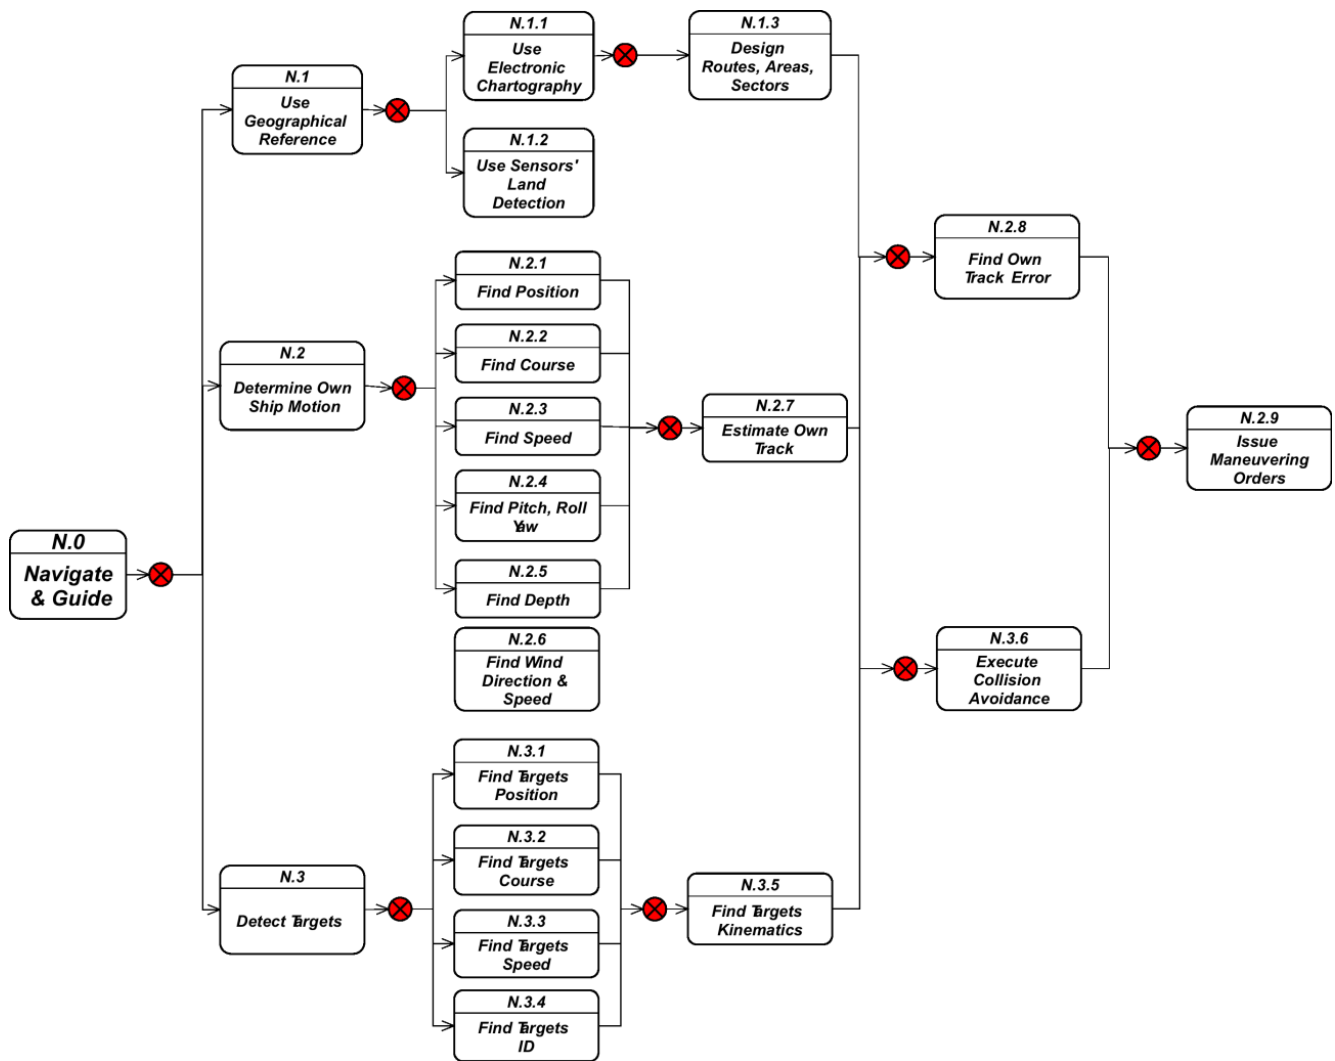 N.0
Navigate
& Guide
N.1
Use
Geographical
Reference
N.2
Determine Own
Ship Motion
N.3
Detect Targets
N.1.1
Use
Electronic
Chartography
N.1.2
Use Sensors'
Land
Detection
N.2.1
Find Position
N.2.2
Find Course
N.2.3
Find Speed
N.2.4
Find Pitch, Roll
Yaw
N.2.5
Find Depth
N.2.6
Find Wind
Direction &
Speed
N.3.1
Find Targets
Position
N.3.2
Find Targets
Course
N.3.3
Find Targets
Speed
N.3.4
Find Targets
ID
N.1.3
Design
Routes, Areas,
Sectors
N.2.7
Estimate Own
Track
N.3.5
Find Targets
Kinematics
N.2.8
Find Own
Track Error
N.3.6
Execute
Collision
Avoidance
N.2.9
Issue
Maneuvering
Orders